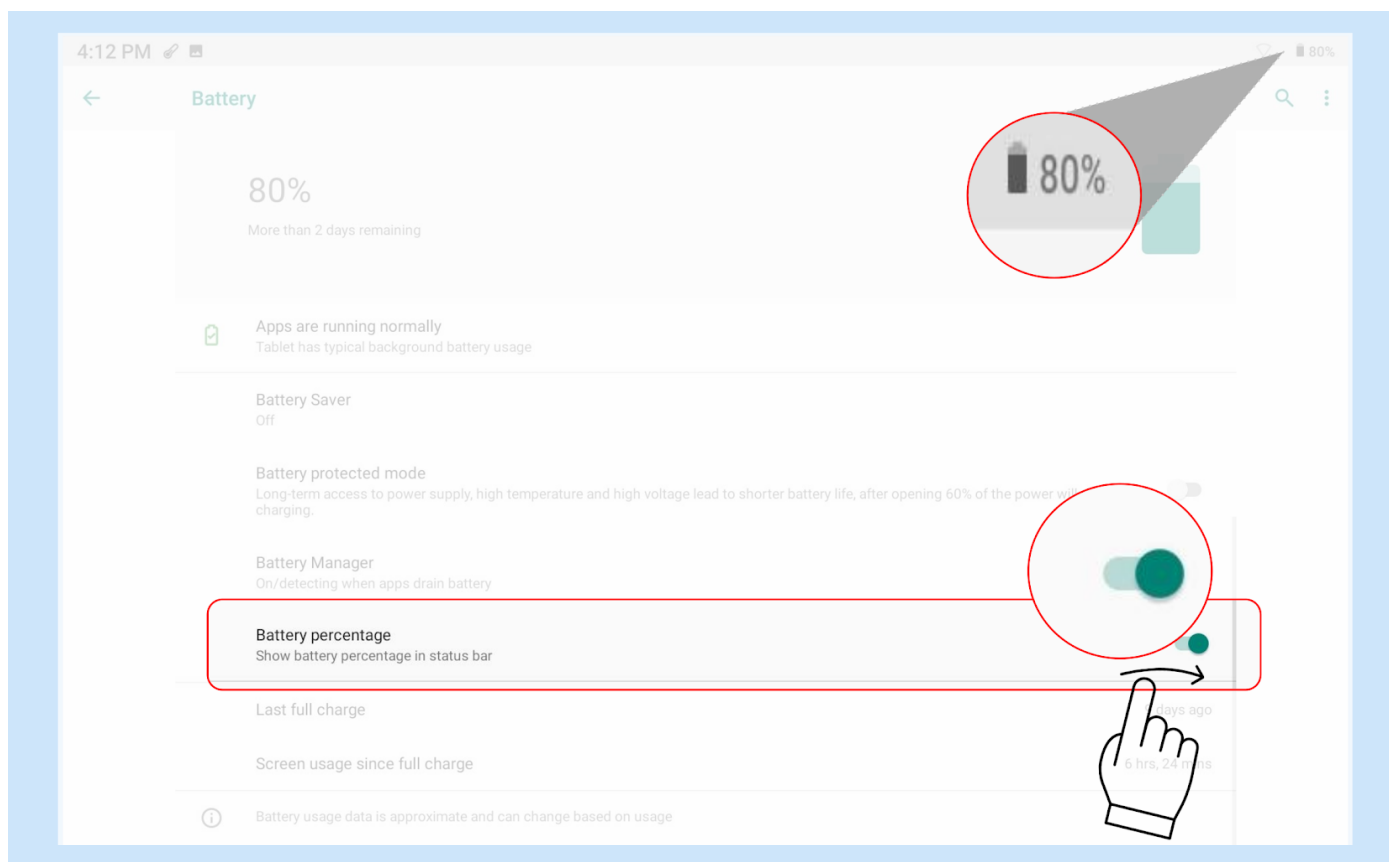 4:12 PM
80%
Battery
80%
80%
More than 2 days remaining
Apps are running normally
Tablet has typical background battery usage
Battery Saver
Off
Battery protected mode
Long-term access to power supply, high temperature and high voltage lead to shorter battery life, after opening 60% of the power
charging.
Battery Manager
On/detecting when apps drain battery
Battery percentage
Show battery percentage in status bar
Last full charge
days ago
Screen usage since full charge
6 hrs, 24 mins
Battery usage data is approximate and can change based on usage